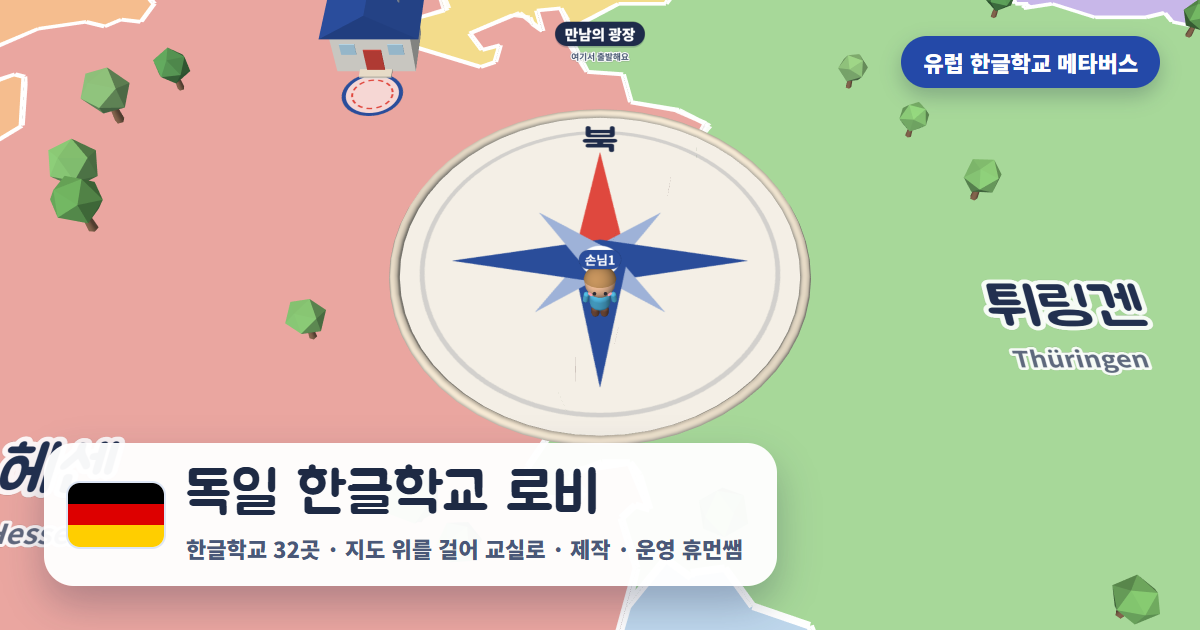 만남의 광장
여기서 출발해요
유럽 한글학교 메타버스
북
손님1
튀링겐
Thüringen
헤센
Hesse
독일 한글학교 로비
한글학교 32곳 · 지도 위를 걸어 교실로 · 제작 · 운영 휴먼쌤